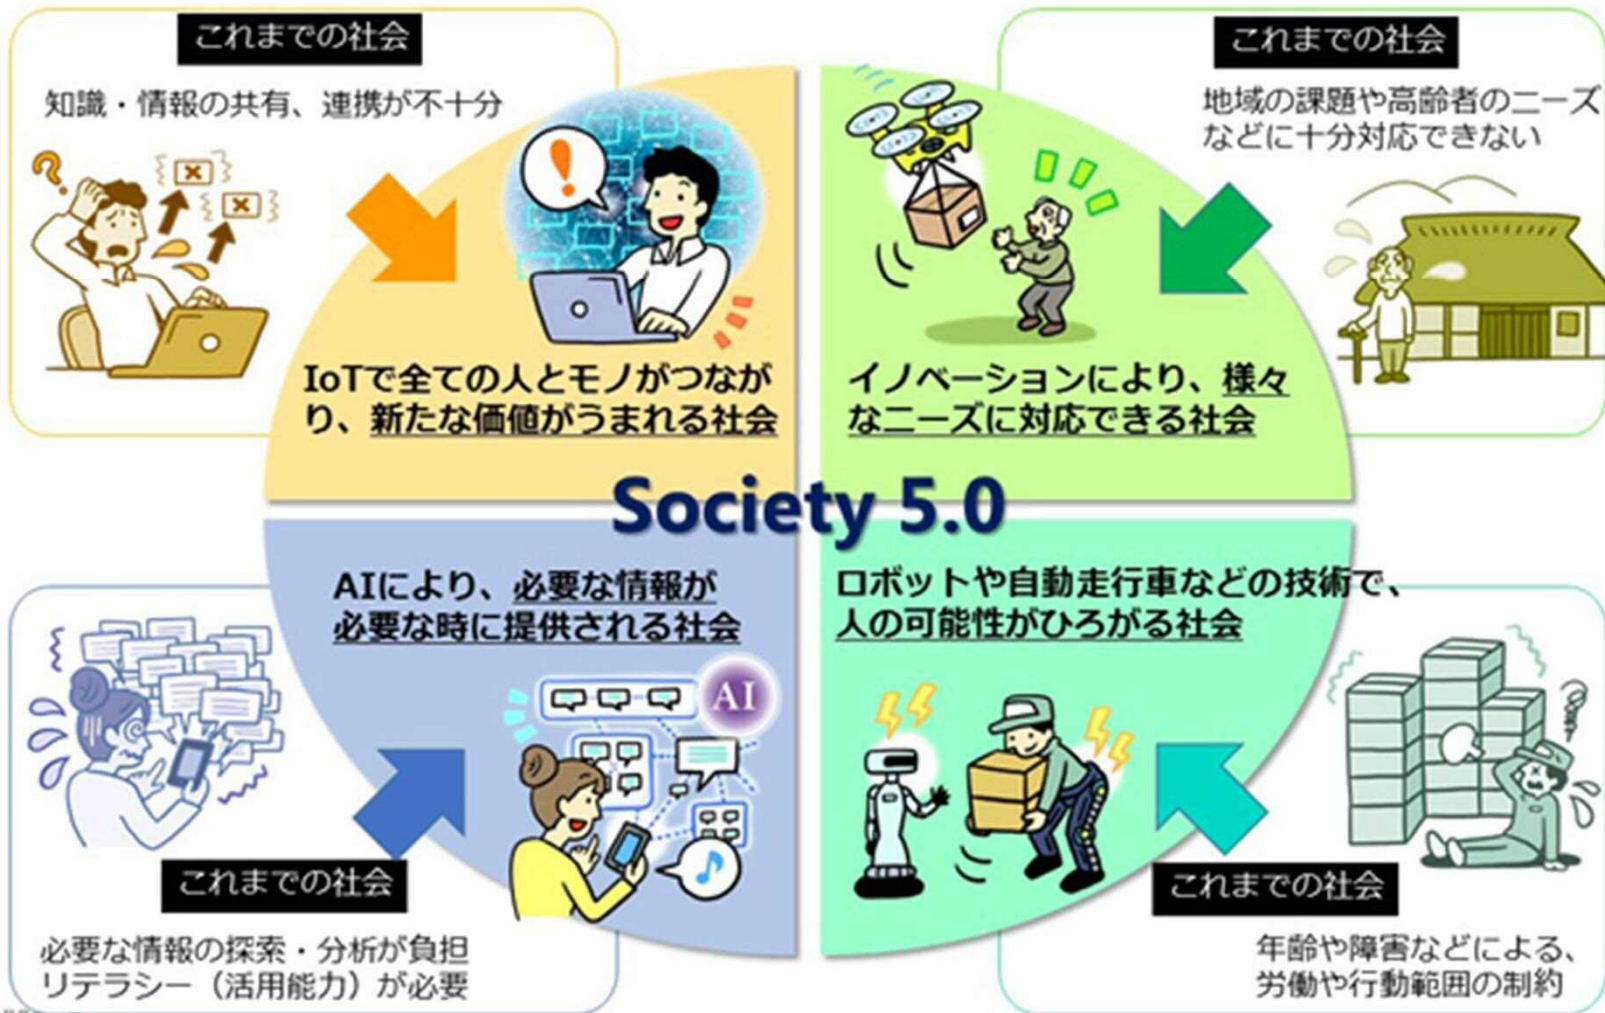 これまでの社会
知識・情報の共有、連携が不十分
IoTで全ての人とモノがつなが
り、新たな価値がうまれる社会
これまでの社会
地域の課題や高齢者のニーズ
などに十分対応できない
イノベーションにより、様々
なニーズに対応できる社会
Society 5.0
AIにより、必要な情報が
必要な時に提供される社会
AI
これまでの社会
必要な情報の探索・分析が負担
リテラシー（活用能力）が必要
ロボットや自動走行車などの技術で、
人の可能性がひろがる社会
これまでの社会
年齢や障害などによる、
労働や行動範囲の制約